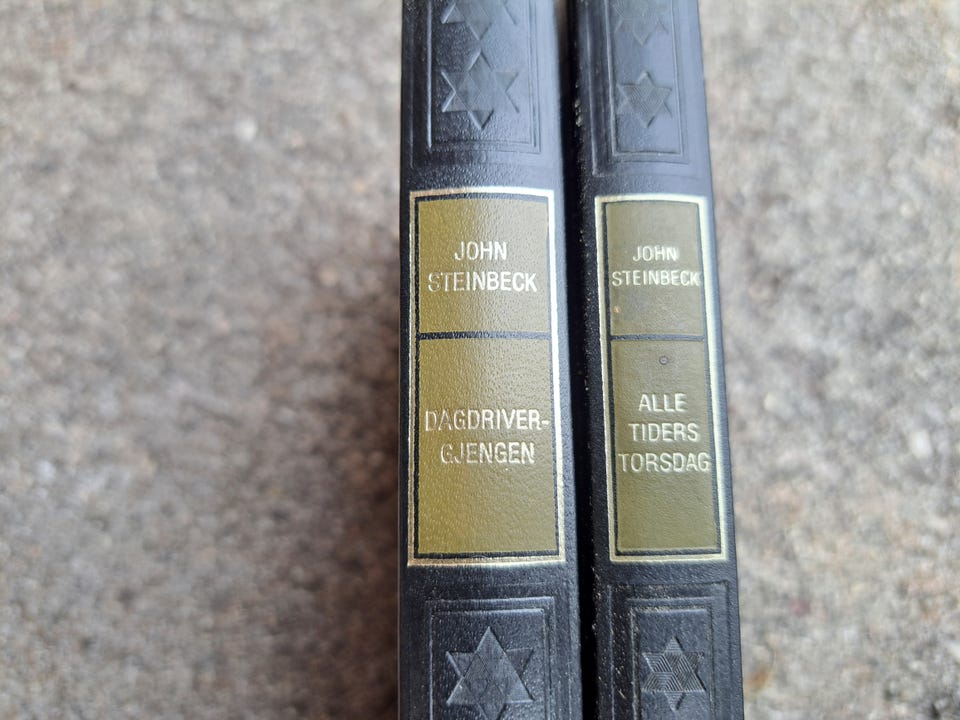 JOHN
STEINBECK
DAGDRIVER-
GJENGEN
JOHN
STEINBECK
ALLE
TIDERS
TORSDAG